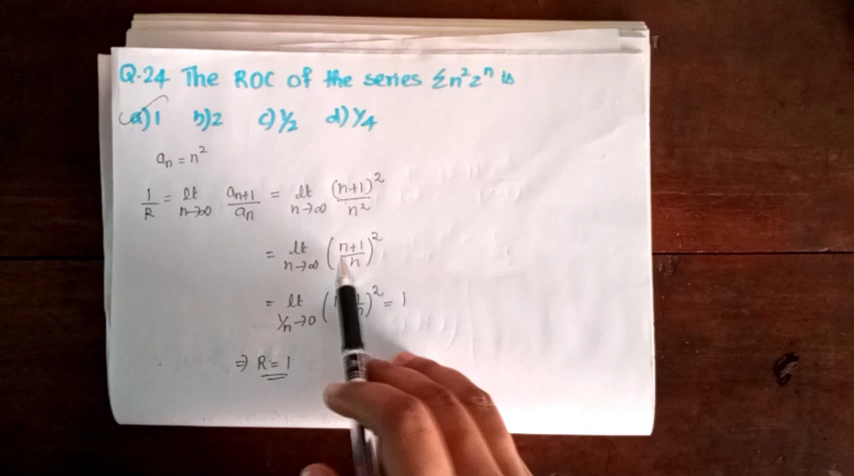 Q.24 The ROC of the series Σn²zⁿ is
a) 1 b) 2 c) 1/2 d) 1/4
aₙ = n²
1/R = lt n→∞ aₙ₊₁/aₙ = lt n→∞ (n+1)²/n²
= lt n→∞ (n+1/n)²
= lt 1/n→0 ( )² = 1
⇒ R = 1